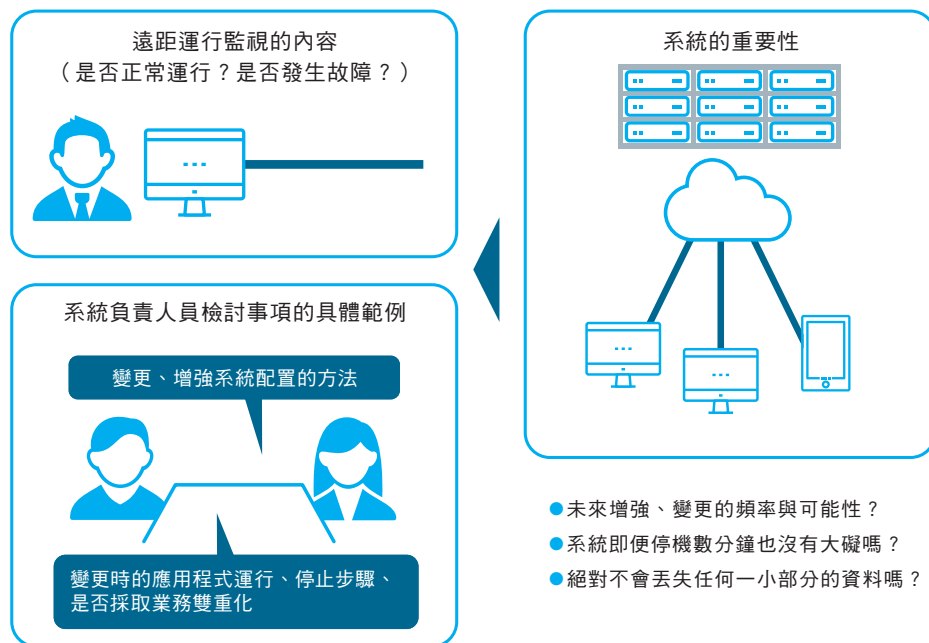 遠距運行監視的內容
（是否正常運行？是否發生故障？）
系統負責人員檢討事項的具體範例
變更、增強系統配置的方法
變更時的應用程式運行、停止步驟、
是否採取業務雙重化
系統的重要性
●未來增強、變更的頻率與可能性？
●系統即便停機數分鐘也沒有大礙嗎？
●絕對不會丟失任何一小部分的資料嗎？